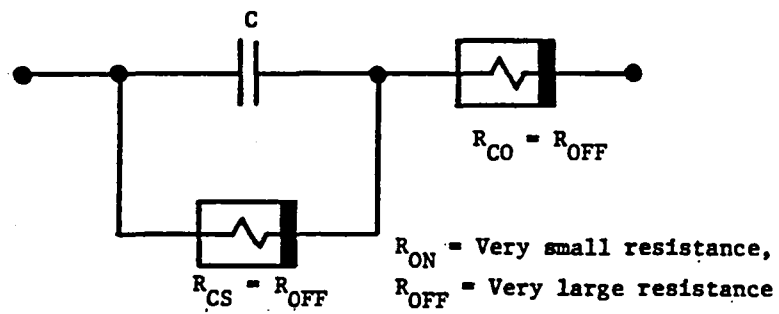 C
R_CO = R_OFF
R_ON = Very small resistance,
R_CS = R_OFF
R_OFF = Very large resistance